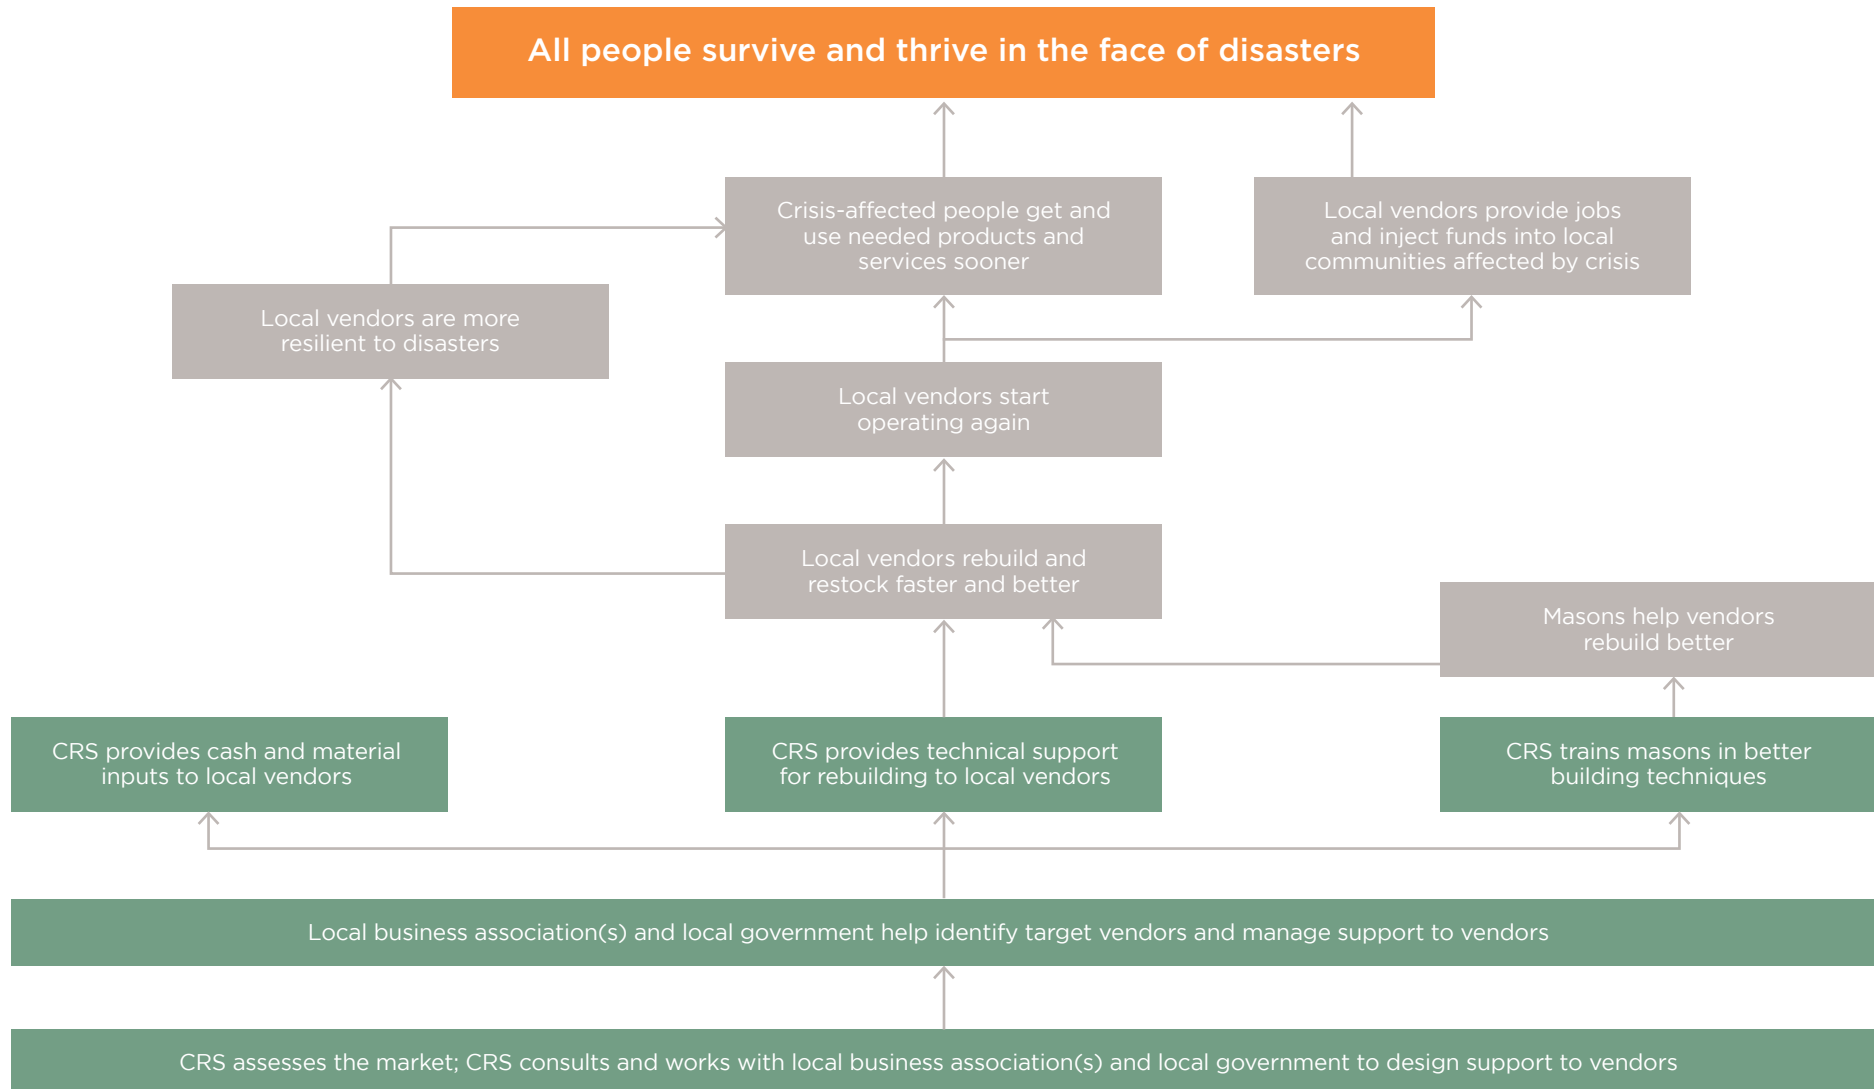 All people survive and thrive in the face of disasters
Crisis-affected people get and
use needed products and
services sooner
Local vendors provide jobs
and inject funds into local
communities affected by crisis
Local vendors are more
resilient to disasters
Local vendors start
operating again
Local vendors rebuild and
restock faster and better
Masons help vendors
rebuild better
CRS provides cash and material
inputs to local vendors
CRS provides technical support
for rebuilding to local vendors
CRS trains masons in better
building techniques
Local business association(s) and local government help identify target vendors and manage support to vendors
CRS assesses the market; CRS consults and works with local business association(s) and local government to design support to vendors